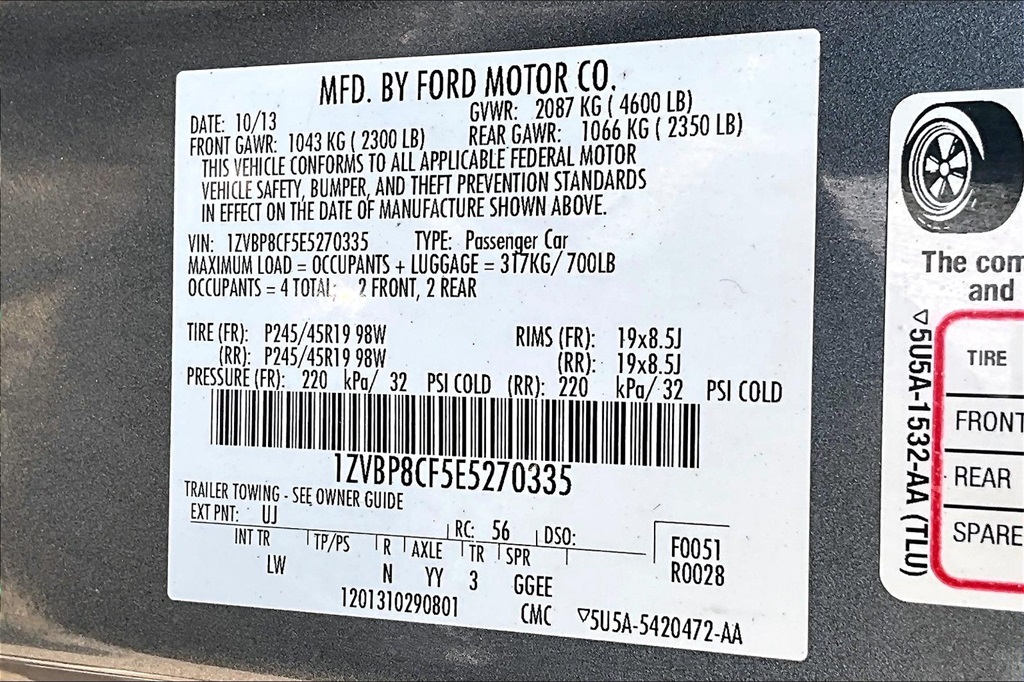 MFD. BY FORD MOTOR CO.
DATE: 10/13 GVWR: 2087 KG ( 4600 LB)
FRONT GAWR: 1043 KG ( 2300 LB) REAR GAWR: 1066 KG ( 2350 LB)
THIS VEHICLE CONFORMS TO ALL APPLICABLE FEDERAL MOTOR
VEHICLE SAFETY, BUMPER, AND THEFT PREVENTION STANDARDS
IN EFFECT ON THE DATE OF MANUFACTURE SHOWN ABOVE.
VIN: 1ZVBP8CF5E5270335 TYPE: Passenger Car
MAXIMUM LOAD = OCCUPANTS + LUGGAGE = 317KG/ 700LB
OCCUPANTS = 4 TOTAL; 2 FRONT, 2 REAR
TIRE (FR): P245/45R19 98W RIMS (FR): 19x8.5J
(RR): P245/45R19 98W (RR): 19x8.5J
PRESSURE (FR): 220 kPa/ 32 PSI COLD (RR): 220 kPa/ 32 PSI COLD
1ZVBP8CF5E5270335
TRAILER TOWING - SEE OWNER GUIDE
EXT PNT: UJ RC: 56 DSO:
INT TR TP/PS R AXLE TR SPR F0051
LW N YY 3 GGEE R0028
1201310290801 CMC ▽5U5A-5420472-AA
The com
and
▽5U5A-1532-AA (TLU)
TIRE
FRONT
REAR
SPARE